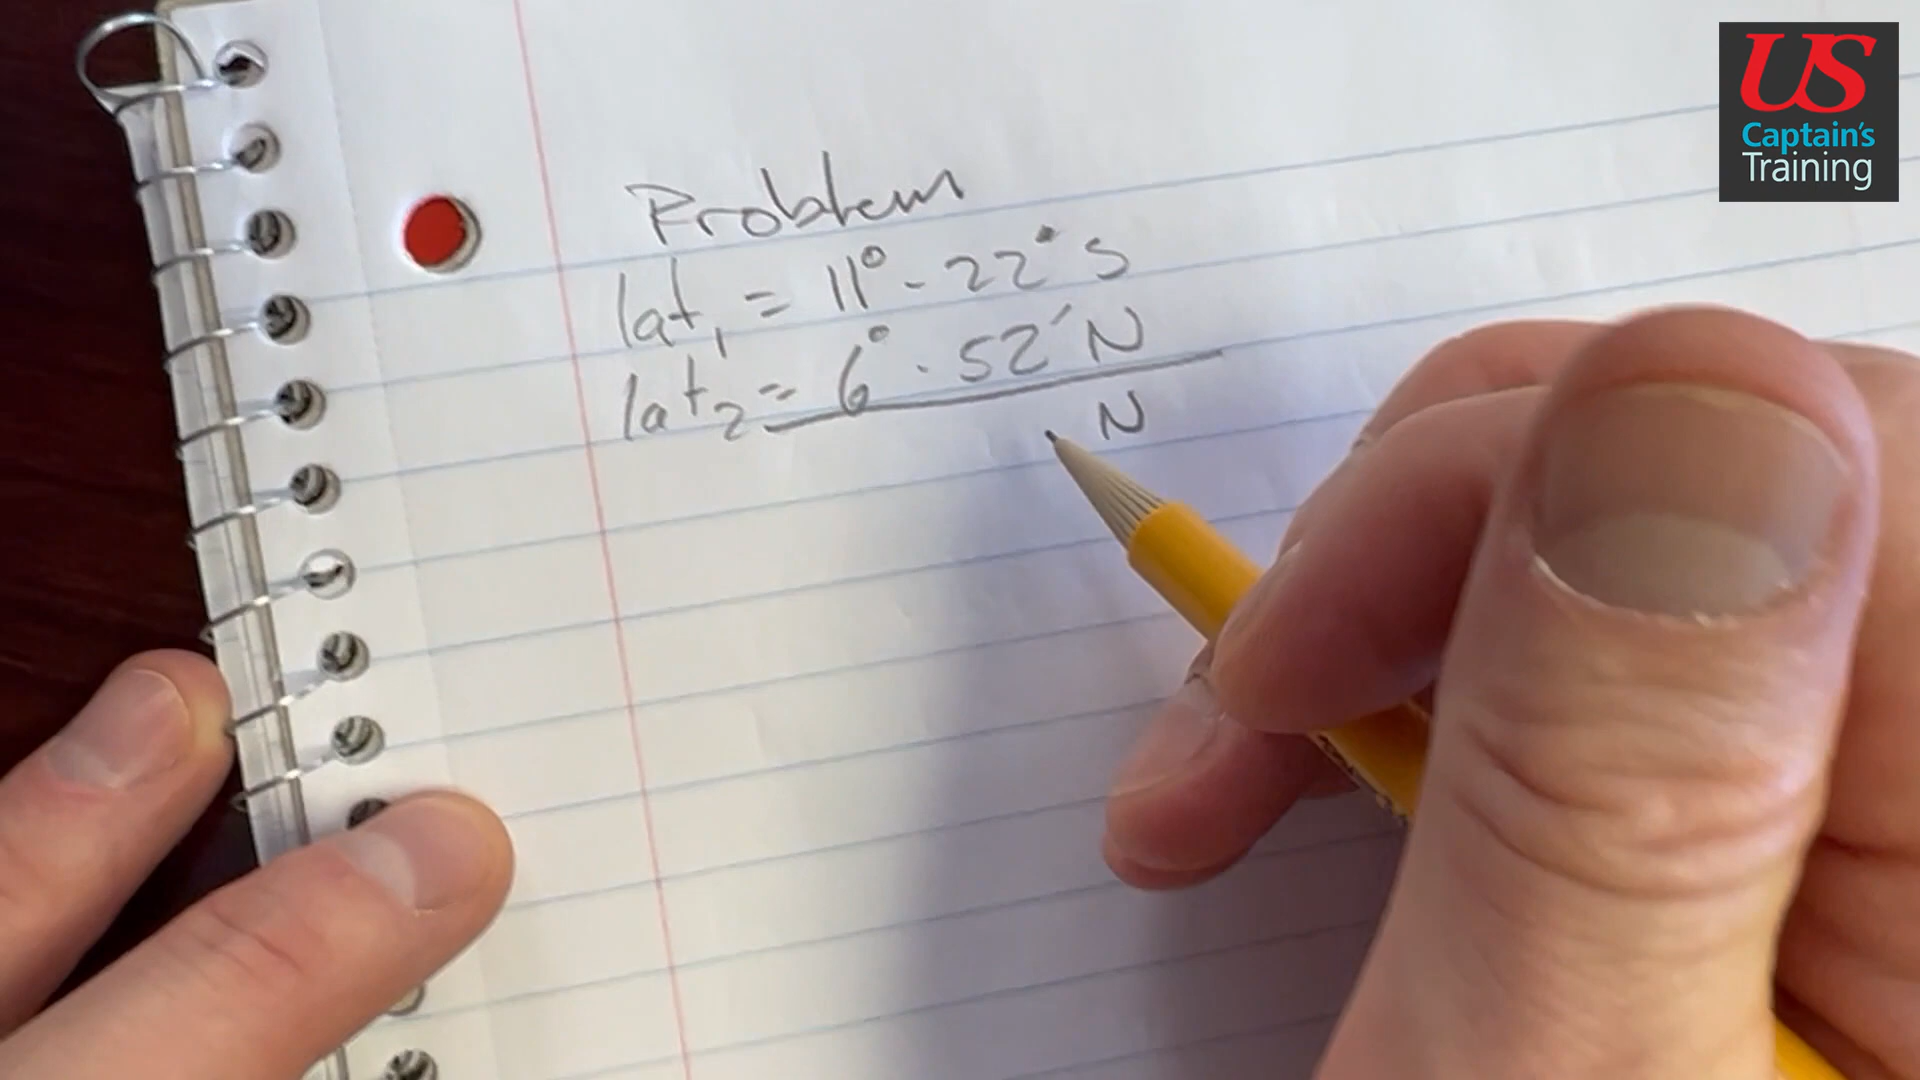 US
Captain's
Training
Problem
lat₁ = 11° - 22' S
lat₂ = 6° - 52' N
N